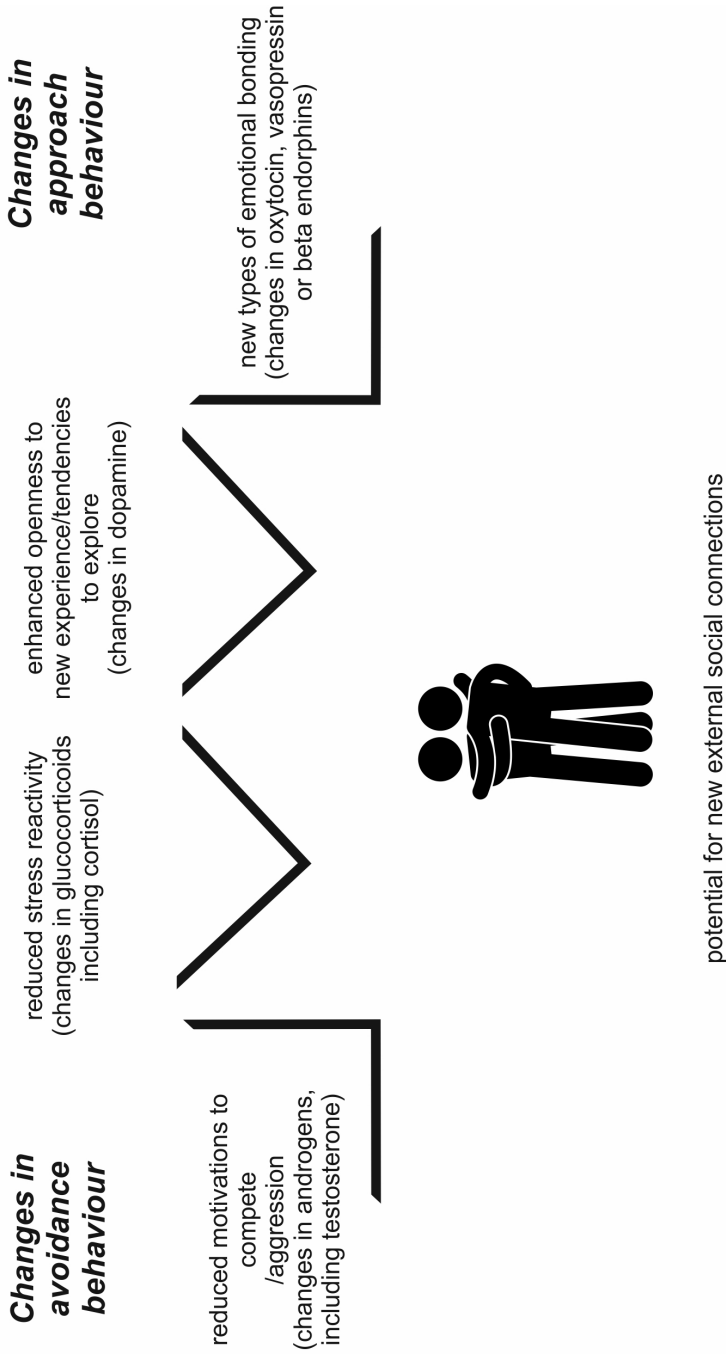 Changes in
avoidance
behaviour
reduced motivations to
compete
/aggression
(changes in androgens,
including testosterone)
reduced stress reactivity
(changes in glucocorticoids
including cortisol)
enhanced openness to
new experience/tendencies
to explore
(changes in dopamine)
Changes in
approach
behaviour
new types of emotional bonding
(changes in oxytocin, vasopressin
or beta endorphins)
potential for new external social connections